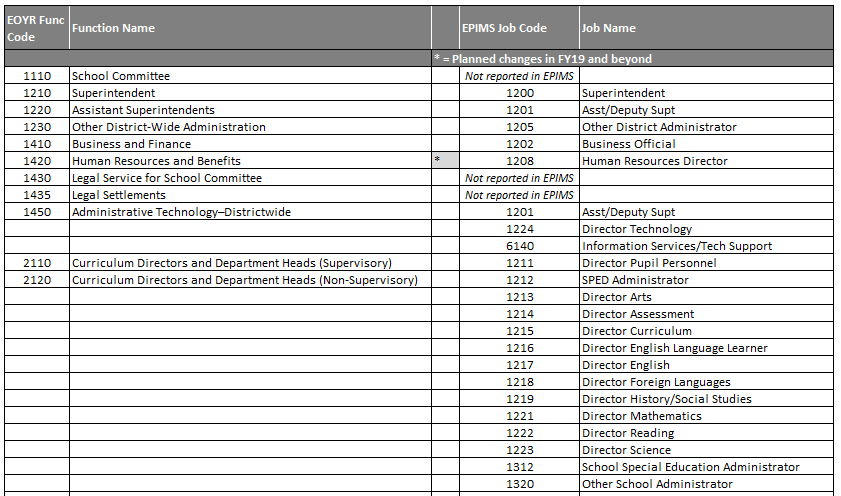 EOYR Func Code Function Name EPIMS Job Code Job Name
* = Planned changes in FY19 and beyond
1110 School Committee Not reported in EPIMS
1210 Superintendent 1200 Superintendent
1220 Assistant Superintendents 1201 Asst/Deputy Supt
1230 Other District-Wide Administration 1205 Other District Administrator
1410 Business and Finance 1202 Business Official
1420 Human Resources and Benefits * 1208 Human Resources Director
1430 Legal Service for School Committee Not reported in EPIMS
1435 Legal Settlements Not reported in EPIMS
1450 Administrative Technology–Districtwide 1201 Asst/Deputy Supt
1224 Director Technology
6140 Information Services/Tech Support
2110 Curriculum Directors and Department Heads (Supervisory) 1211 Director Pupil Personnel
2120 Curriculum Directors and Department Heads (Non-Supervisory) 1212 SPED Administrator
1213 Director Arts
1214 Director Assessment
1215 Director Curriculum
1216 Director English Language Learner
1217 Director English
1218 Director Foreign Languages
1219 Director History/Social Studies
1221 Director Mathematics
1222 Director Reading
1223 Director Science
1312 School Special Education Administrator
1320 Other School Administrator